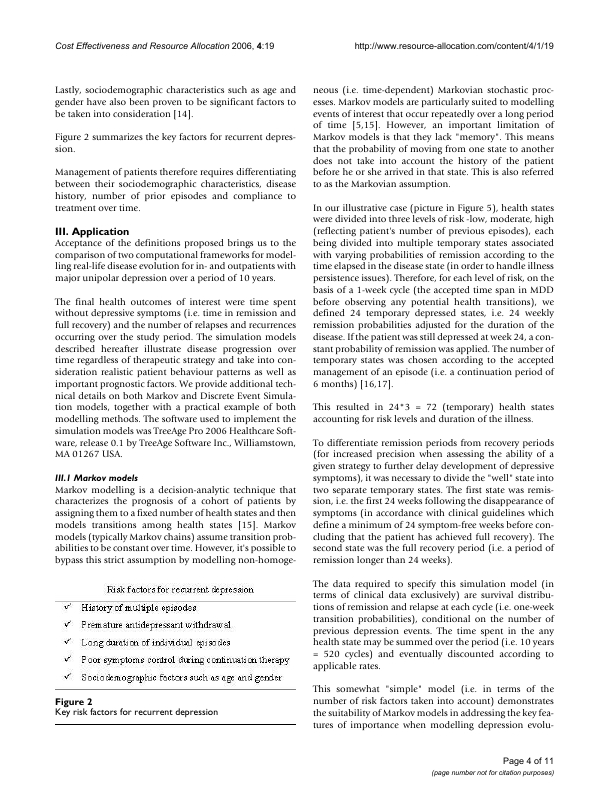 Cost Effectiveness and Resource Allocation 2006, 4:19
http://www.resource-allocation.com/content/4/1/19
Lastly, sociodemographic characteristics such as age and
gender have also been proven to be significant factors to
be taken into consideration [14].
Figure 2 summarizes the key factors for recurrent depres-
sion.
Management of patients therefore requires differentiating
between their sociodemographic characteristics, disease
history, number of prior episodes and compliance to
treatment over time.
III. Application
Acceptance of the definitions proposed brings us to the
comparison of two computational frameworks for model-
ling real-life disease evolution for in- and outpatients with
major unipolar depression over a period of 10 years.
The final health outcomes of interest were time spent
without depressive symptoms (i.e. time in remission and
full recovery) and the number of relapses and recurrences
occurring over the study period. The simulation models
described hereafter illustrate disease progression over
time regardless of therapeutic strategy and take into con-
sideration realistic patient behaviour patterns as well as
important prognostic factors. We provide additional tech-
nical details on both Markov and Discrete Event Simula-
tion models, together with a practical example of both
modelling methods. The software used to implement the
simulation models was TreeAge Pro 2006 Healthcare Soft-
ware, release 0.1 by TreeAge Software Inc., Williamstown,
MA 01267 USA.
III.1 Markov models
Markov modelling is a decision-analytic technique that
characterizes the prognosis of a cohort of patients by
assigning them to a fixed number of health states and then
models transitions among health states [15]. Markov
models (typically Markov chains) assume transition prob-
abilities to be constant over time. However, it's possible to
bypass this strict assumption by modelling non-homoge-
Risk factors for recurrent depression
✓ History of multiple episodes
✓ Premature antidepressant withdrawal
✓ Long duration of individual episodes
✓ Poor symptoms control during continuation therapy
✓ Sociodemographic factors such as age and gender
Figure 2
Key risk factors for recurrent depression
neous (i.e. time-dependent) Markovian stochastic proc-
esses. Markov models are particularly suited to modelling
events of interest that occur repeatedly over a long period
of time [5,15]. However, an important limitation of
Markov models is that they lack "memory". This means
that the probability of moving from one state to another
does not take into account the history of the patient
before he or she arrived in that state. This is also referred
to as the Markovian assumption.
In our illustrative case (picture in Figure 5), health states
were divided into three levels of risk -low, moderate, high
(reflecting patient's number of previous episodes), each
being divided into multiple temporary states associated
with varying probabilities of remission according to the
time elapsed in the disease state (in order to handle illness
persistence issues). Therefore, for each level of risk, on the
basis of a 1-week cycle (the accepted time span in MDD
before observing any potential health transitions), we
defined 24 temporary depressed states, i.e. 24 weekly
remission probabilities adjusted for the duration of the
disease. If the patient was still depressed at week 24, a con-
stant probability of remission was applied. The number of
temporary states was chosen according to the accepted
management of an episode (i.e. a continuation period of
6 months) [16,17].
This resulted in 24*3 = 72 (temporary) health states
accounting for risk levels and duration of the illness.
To differentiate remission periods from recovery periods
(for increased precision when assessing the ability of a
given strategy to further delay development of depressive
symptoms), it was necessary to divide the "well" state into
two separate temporary states. The first state was remis-
sion, i.e. the first 24 weeks following the disappearance of
symptoms (in accordance with clinical guidelines which
define a minimum of 24 symptom-free weeks before con-
cluding that the patient has achieved full recovery). The
second state was the full recovery period (i.e. a period of
remission longer than 24 weeks).
The data required to specify this simulation model (in
terms of clinical data exclusively) are survival distribu-
tions of remission and relapse at each cycle (i.e. one-week
transition probabilities), conditional on the number of
previous depression events. The time spent in the any
health state may be summed over the period (i.e. 10 years
= 520 cycles) and eventually discounted according to
applicable rates.
This somewhat "simple" model (i.e. in terms of the
number of risk factors taken into account) demonstrates
the suitability of Markov models in addressing the key fea-
tures of importance when modelling depression evolu-
Page 4 of 11
(page number not for citation purposes)